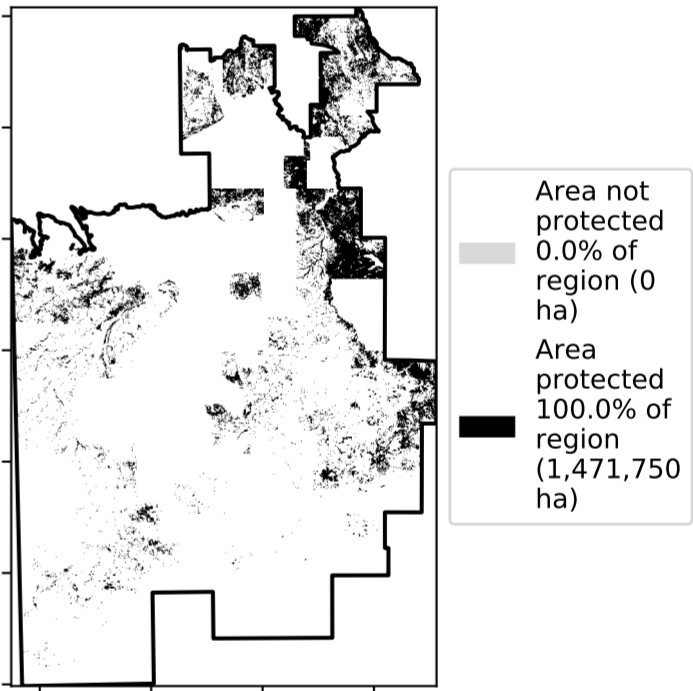 Area not
protected
0.0% of
region (0
ha)
Area
protected
100.0% of
region
(1,471,750
ha)